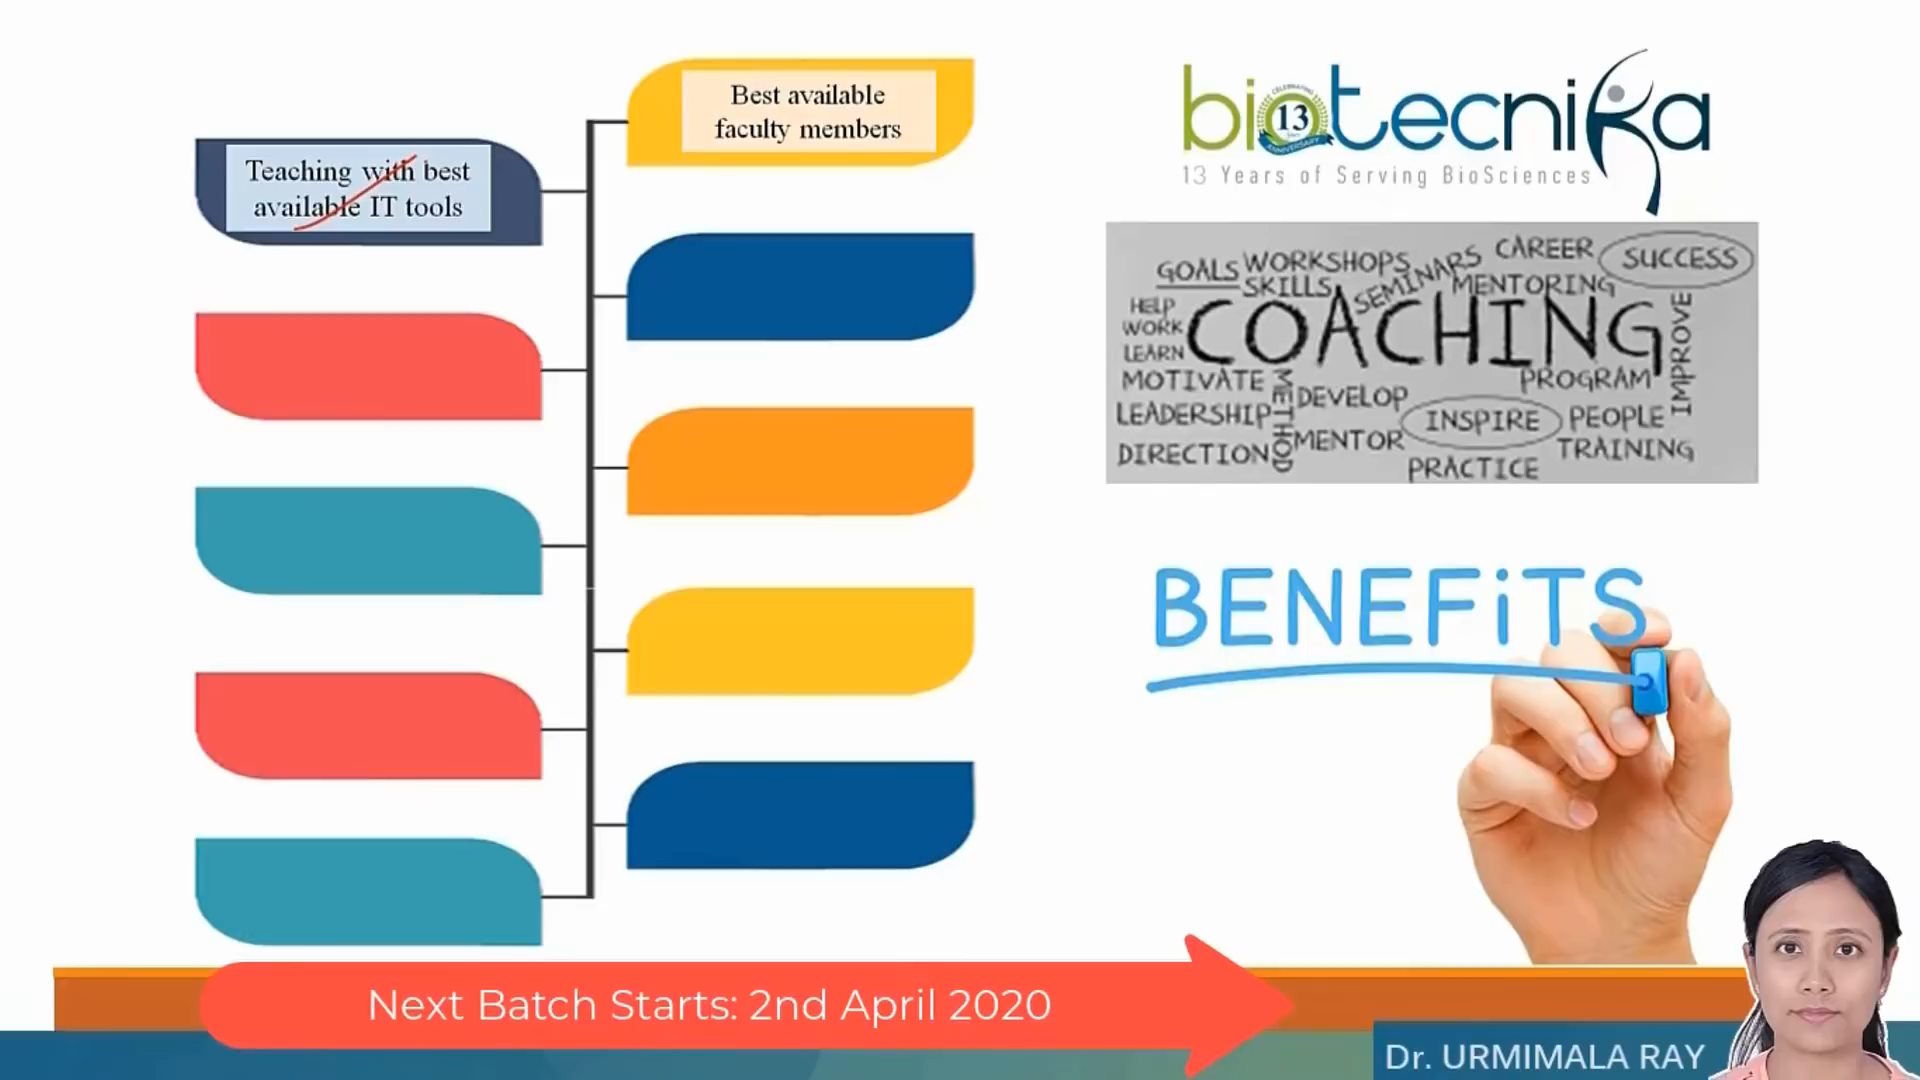 Teaching with best
available IT tools
Best available
faculty members
biotecnika
CELEBRATING
13
ANNIVERSARY
13 Years of Serving BioSciences
GOALS
WORKSHOPS
SKILLS
SEMINARS
CAREER
MENTORING
SUCCESS
HELP
WORK
LEARN
COACHING
IMPROVE
MOTIVATE
METHOD
DEVELOP
PROGRAM
LEADERSHIP
INSPIRE
PEOPLE
DIRECTION
MENTOR
PRACTICE
TRAINING
BENEFiTS
Next Batch Starts: 2nd April 2020
Dr. URMIMALA RAY